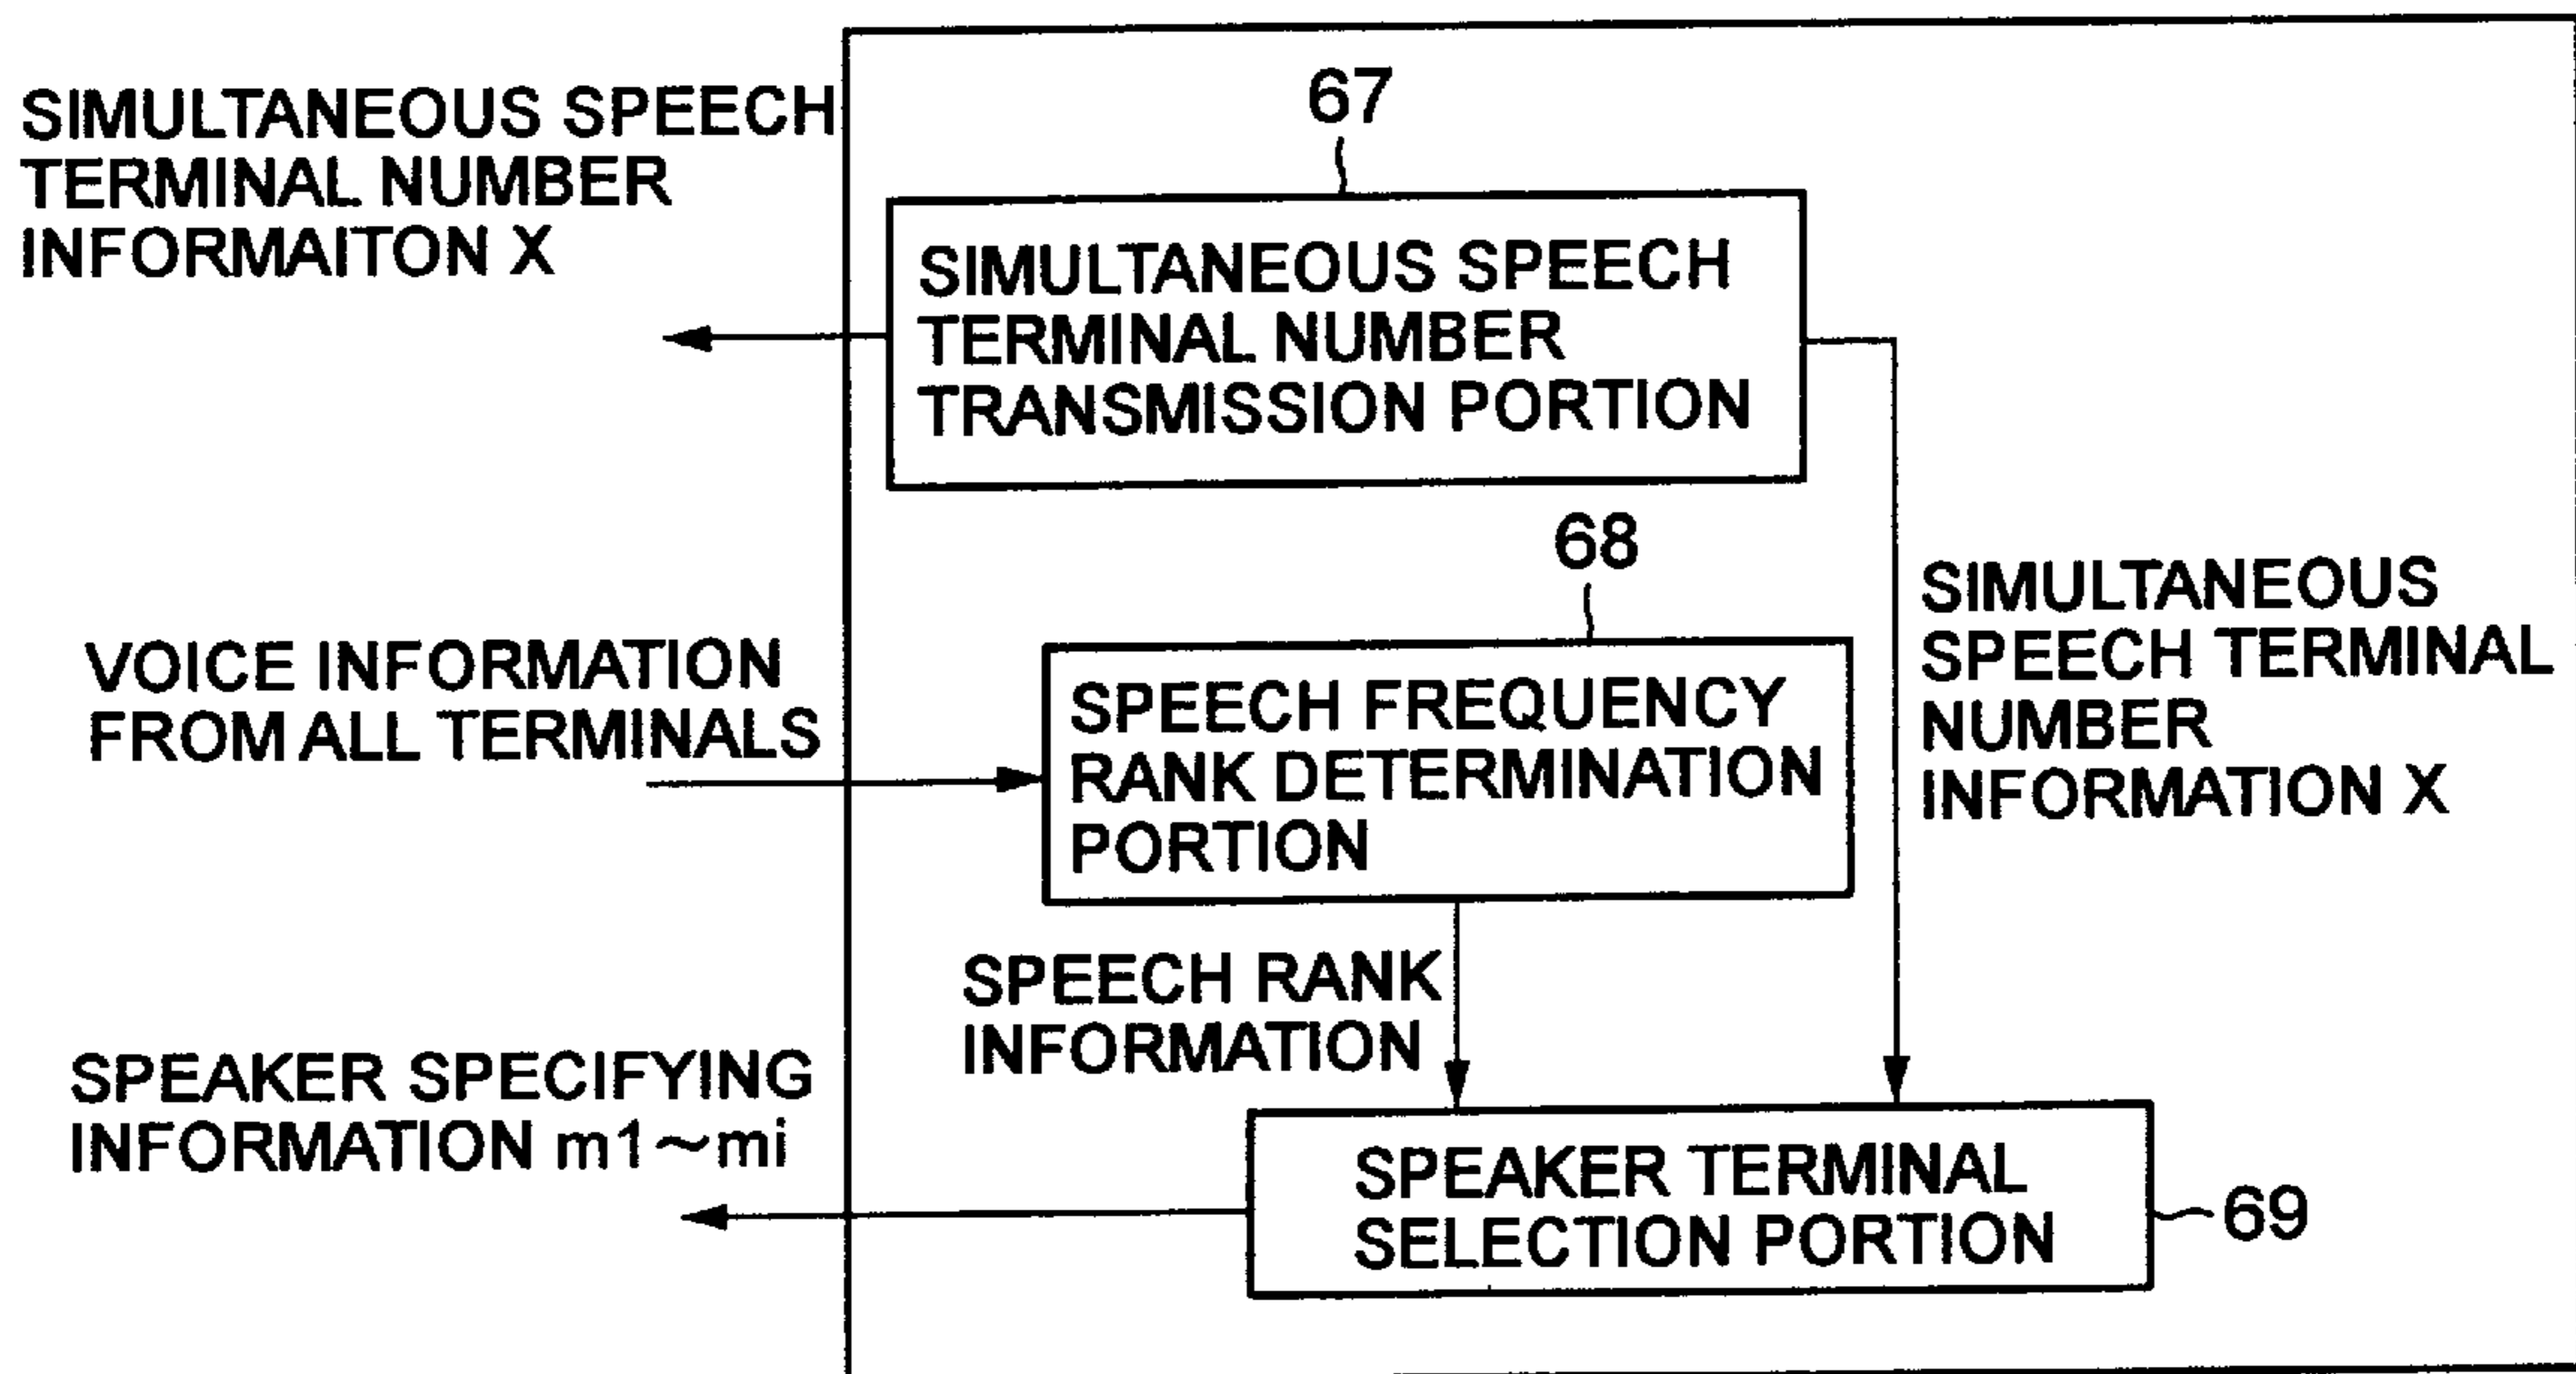 SIMULTANEOUS SPEECH
TERMINAL NUMBER
INFORMAITON X
67
SIMULTANEOUS SPEECH
TERMINAL NUMBER
TRANSMISSION PORTION
68
SIMULTANEOUS
SPEECH TERMINAL
NUMBER
INFORMATION X
VOICE INFORMATION
FROM ALL TERMINALS
SPEECH FREQUENCY
RANK DETERMINATION
PORTION
SPEECH RANK
INFORMATION
SPEAKER SPECIFYING
INFORMATION m1~mi
SPEAKER TERMINAL
SELECTION PORTION
69